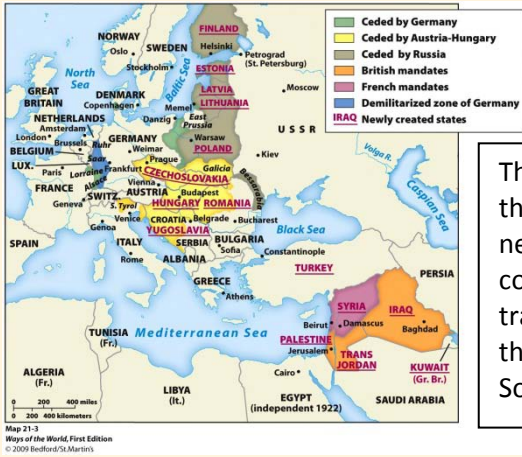 Ceded by Germany
Ceded by Austria-Hungary
Ceded by Russia
British mandates
French mandates
Demilitarized zone of Germany
IRAQ Newly created states
NORWAY
FINLAND
Oslo
SWEDEN
Helsinki
Petrograd
(St. Petersburg)
Stockholm
ESTONIA
North
Sea
Baltic Sea
LATVIA
Moscow
GREAT
BRITAIN
DENMARK
Copenhagen
Memel
LITHUANIA
NETHERLANDS
Danzig
East
Prussia
Amsterdam
USSR
London
Ruhr
GERMANY
Warsaw
Brussels
Weimar
POLAND
BELGIUM
Saar
Frankfurt
Prague
Kiev
Volga R.
LUX.
Paris
Lorraine
Galicia
CZECHOSLOVAKIA
Alsace
Vienna
Bessarabia
FRANCE
AUSTRIA
Budapest
Geneva
SWITZ.
HUNGARY
ROMANIA
S. Tyrol
Caspian Sea
Venice
CROATIA
Belgrade
Bucharest
Genoa
YUGOSLAVIA
Black Sea
SPAIN
ITALY
SERBIA
BULGARIA
Sofia
Rome
ALBANIA
Constantinople
GREECE
TURKEY
PERSIA
Athens
SYRIA
IRAQ
TUNISIA
(Fr.)
Mediterranean Sea
Beirut
Damascus
Baghdad
PALESTINE
Jerusalem
TRANS
JORDAN
ALGERIA
(Fr.)
Cairo
KUWAIT
(Gr. Br.)
LIBYA
(It.)
EGYPT
(independent 1922)
SAUDI ARABIA
0 200 400 miles
0 200 400 kilometers
Map 21-3
Ways of the World, First Edition
© 2009 Bedford/St.Martin's